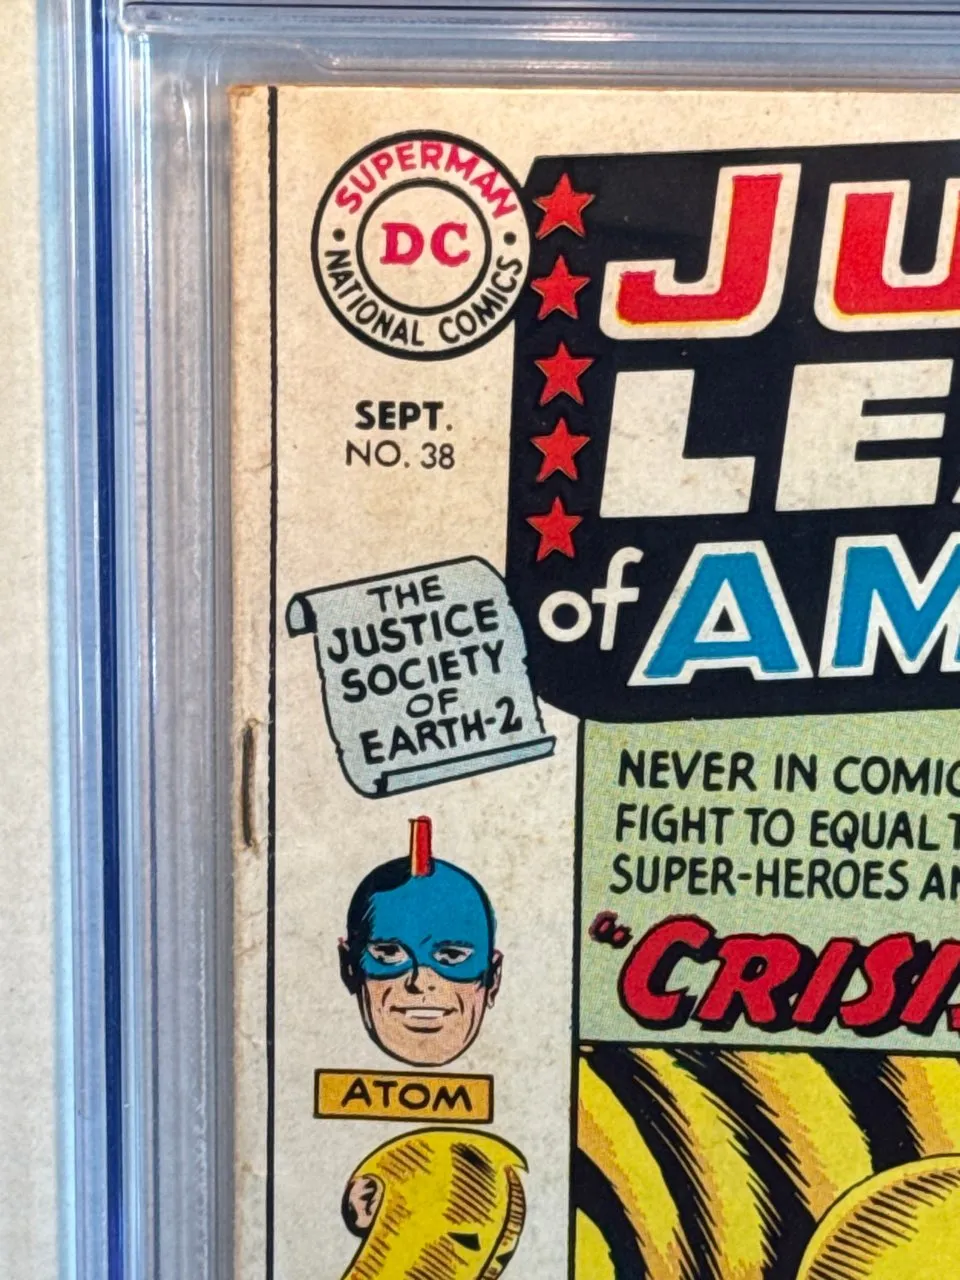 SUPERMAN
DC
NATIONAL COMICS
SEPT.
NO. 38
JU
LE
of AM
THE
JUSTICE
SOCIETY
OF
EARTH-2
NEVER IN COMIC
FIGHT TO EQUAL T
SUPER-HEROES AN
"CRISIS
ATOM